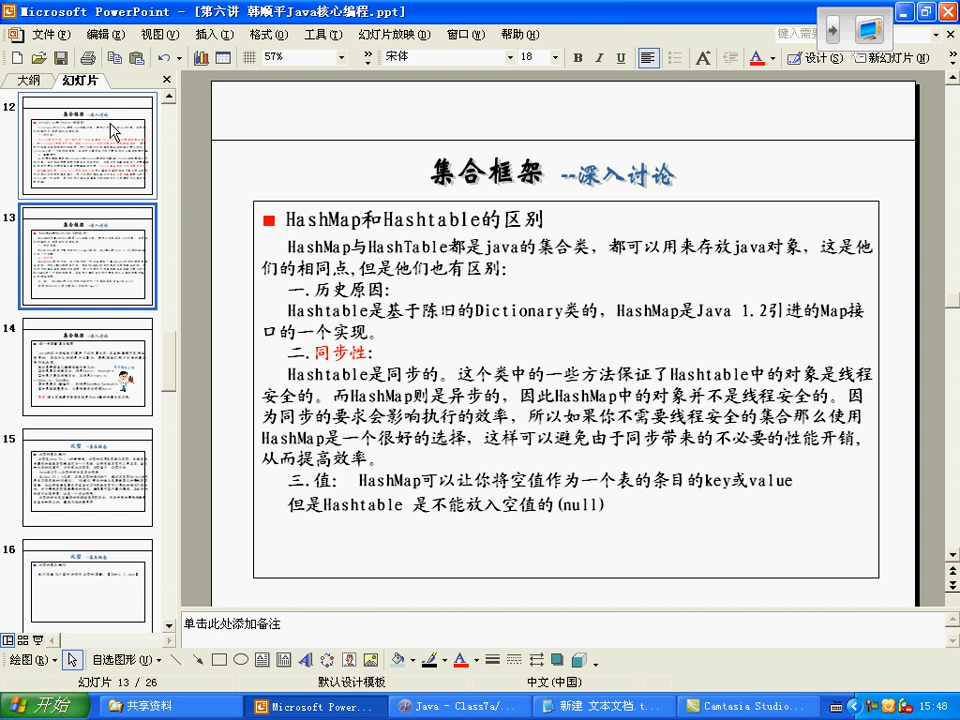 Microsoft PowerPoint - [第六讲 韩顺平Java核心编程.ppt]
文件(F) 编辑(E) 视图(V) 插入(I) 格式(O) 工具(T) 幻灯片放映(D) 窗口(W) 帮助(H)
57% 宋体 18 B I U A A 设计(S) 新幻灯片(N)
大纲 幻灯片
12
13
14
15
16
集合框架 --深入讨论
HashMap和Hashtable的区别
HashMap与HashTable都是java的集合类，都可以用来存放java对象，这是他
们的相同点,但是他们也有区别:
一.历史原因:
Hashtable是基于陈旧的Dictionary类的，HashMap是Java 1.2引进的Map接
口的一个实现。
二.同步性:
Hashtable是同步的。这个类中的一些方法保证了Hashtable中的对象是线程
安全的。而HashMap则是异步的，因此HashMap中的对象并不是线程安全的。因
为同步的要求会影响执行的效率，所以如果你不需要线程安全的集合那么使用
HashMap是一个很好的选择，这样可以避免由于同步带来的不必要的性能开销，
从而提高效率。
三.值： HashMap可以让你将空值作为一个表的条目的key或value
但是Hashtable 是不能放入空值的(null)
单击此处添加备注
绘图(R) 自选图形(U)
幻灯片 13 / 26 默认设计模板 中文(中国)
开始 共享资料 Microsoft Power... Java - Class7a/... 新建 文本文档.t... Camtasia Studio... 15:48